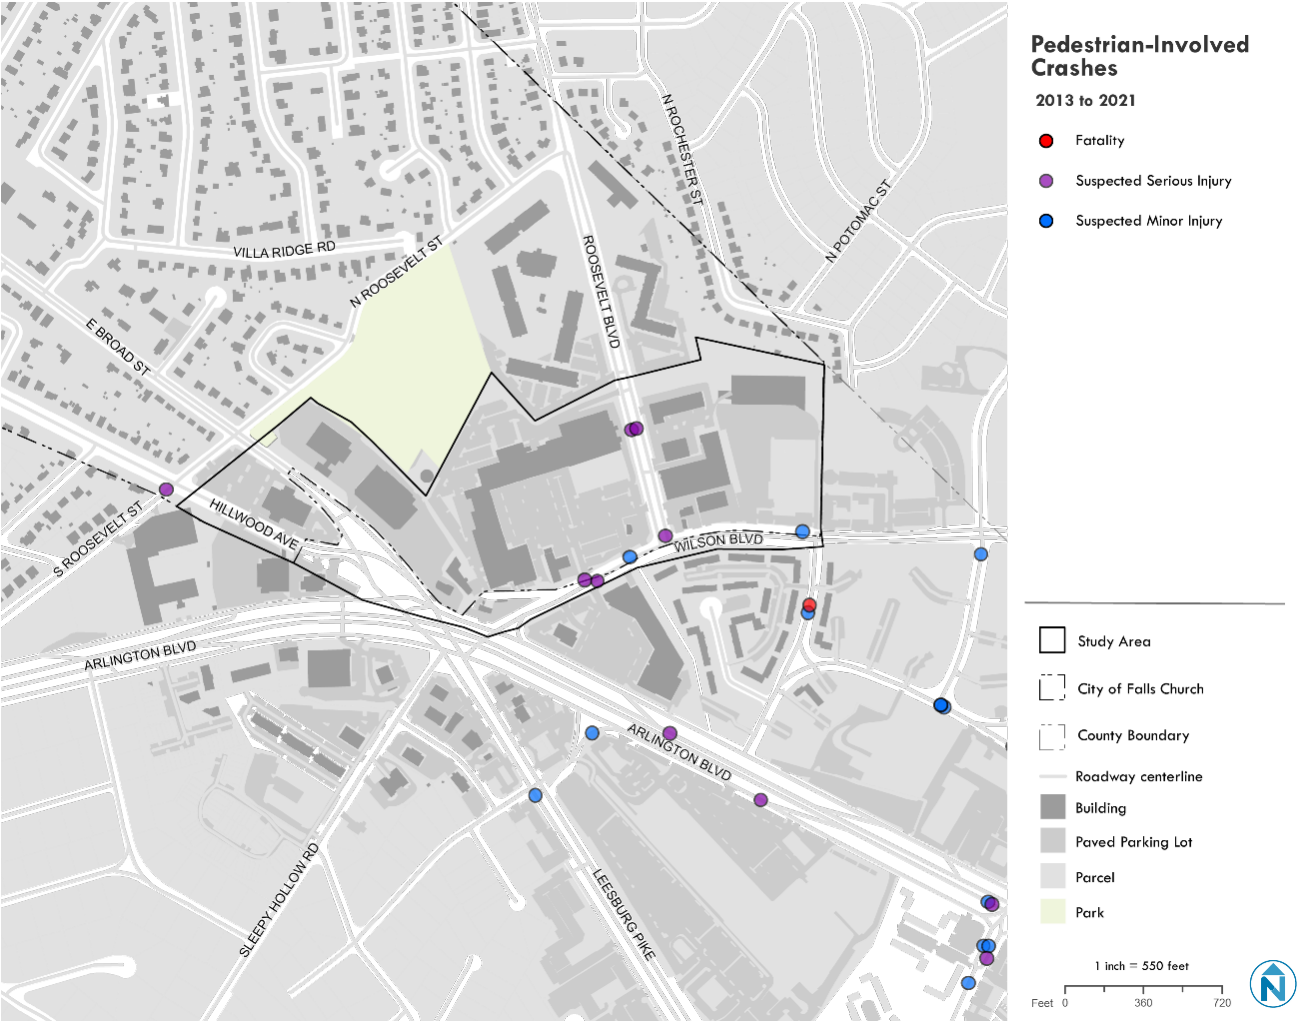 Pedestrian-Involved
Crashes
2013 to 2021
Fatality
Suspected Serious Injury
Suspected Minor Injury
N ROCHESTER ST
N POTOMAC ST
VILLA RIDGE RD
N ROOSEVELT ST
ROOSEVELT BLVD
E BROAD ST
HILLWOOD AVE
S ROOSEVELT ST
WILSON BLVD
ARLINGTON BLVD
ARLINGTON BLVD
SLEEPY HOLLOW RD
LEESBURG PIKE
Study Area
City of Falls Church
County Boundary
Roadway centerline
Building
Paved Parking Lot
Parcel
Park
1 inch = 550 feet
Feet 0 360 720
N